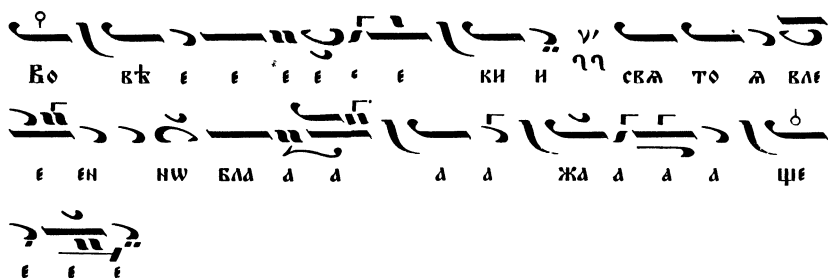 Во вѣ е е е е е е ки и свѧ то ѧ вле
е ен нѡ вла а а а а жа а а а ще
е е е